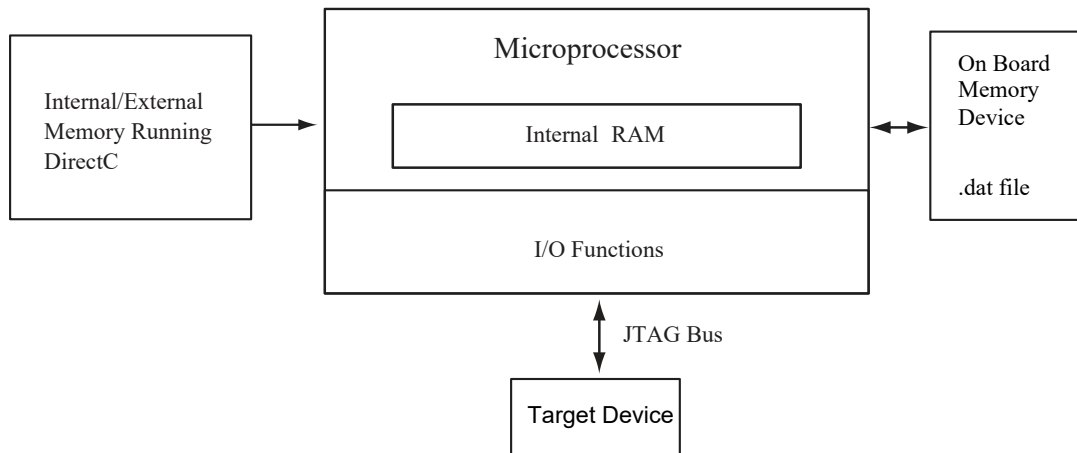 Internal/External
Memory Running
DirectC
Microprocessor
Internal RAM
I/O Functions
On Board
Memory
Device
.dat file
JTAG Bus
Target Device